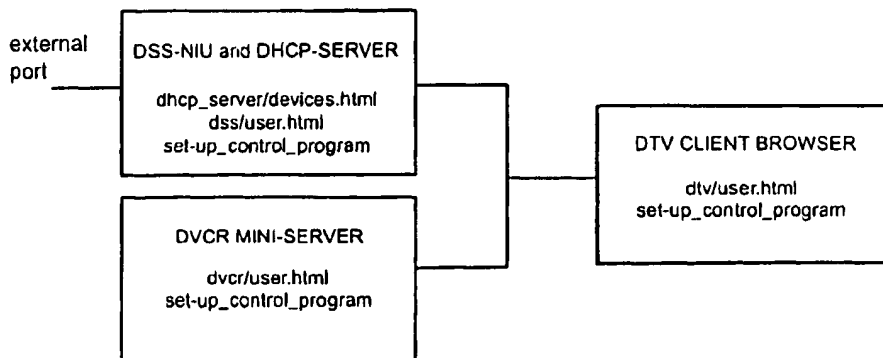 external
port
DSS-NIU and DHCP-SERVER
dhcp_server/devices.html
dss/user.html
set-up_control_program
DVCR MINI-SERVER
dvcr/user.html
set-up_control_program
DTV CLIENT BROWSER
dtv/user.html
set-up_control_program